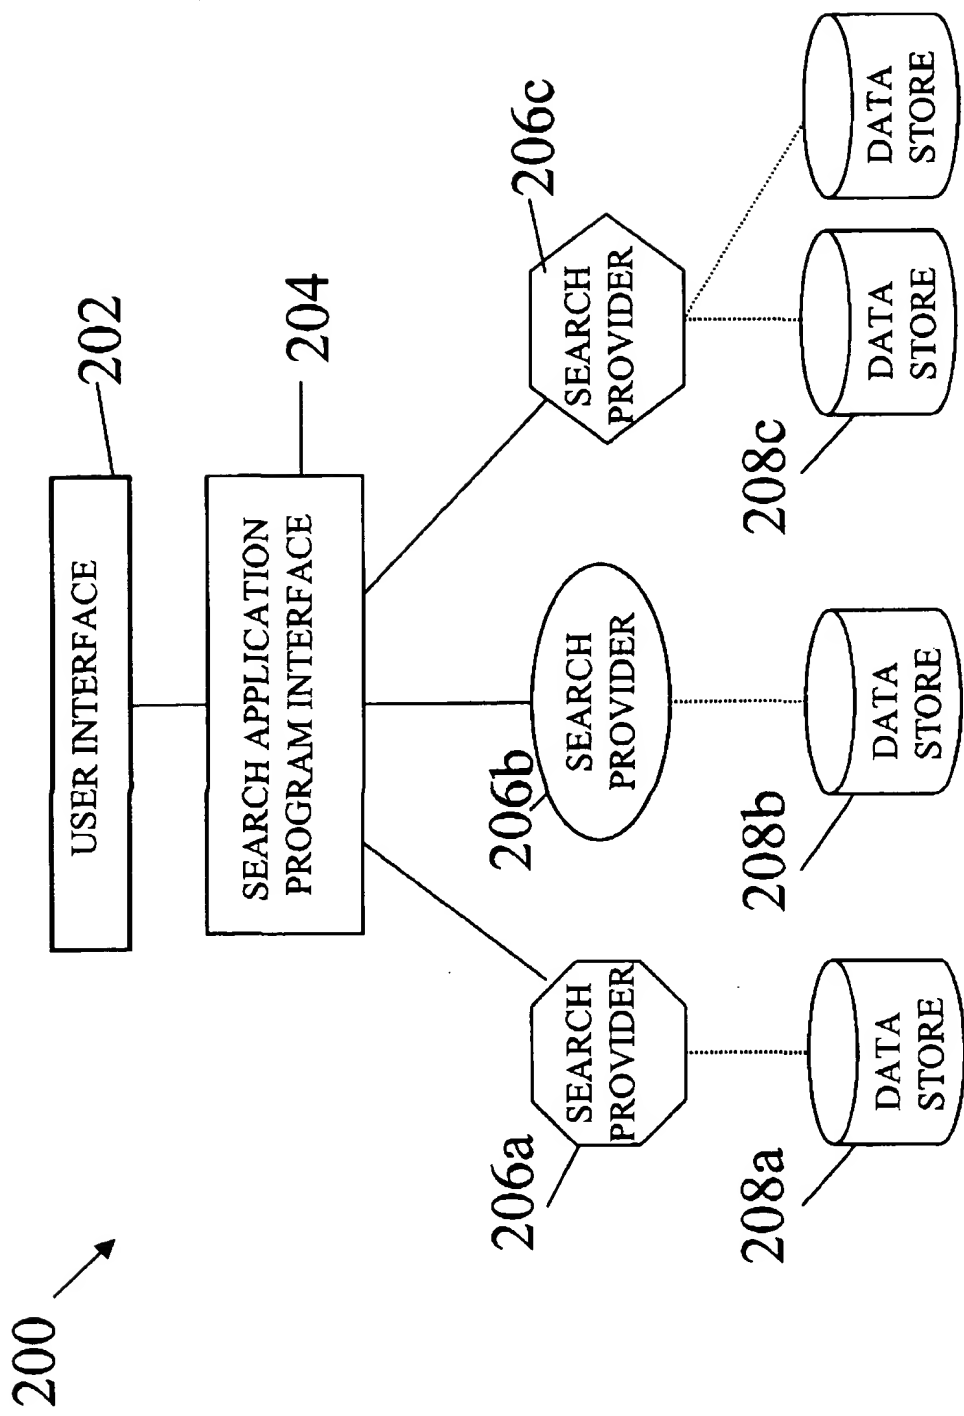 200
USER INTERFACE
202
SEARCH APPLICATION
PROGRAM INTERFACE
204
206a
SEARCH
PROVIDER
206b
SEARCH
PROVIDER
206c
SEARCH
PROVIDER
208a
DATA
STORE
208b
DATA
STORE
208c
DATA
STORE
DATA
STORE